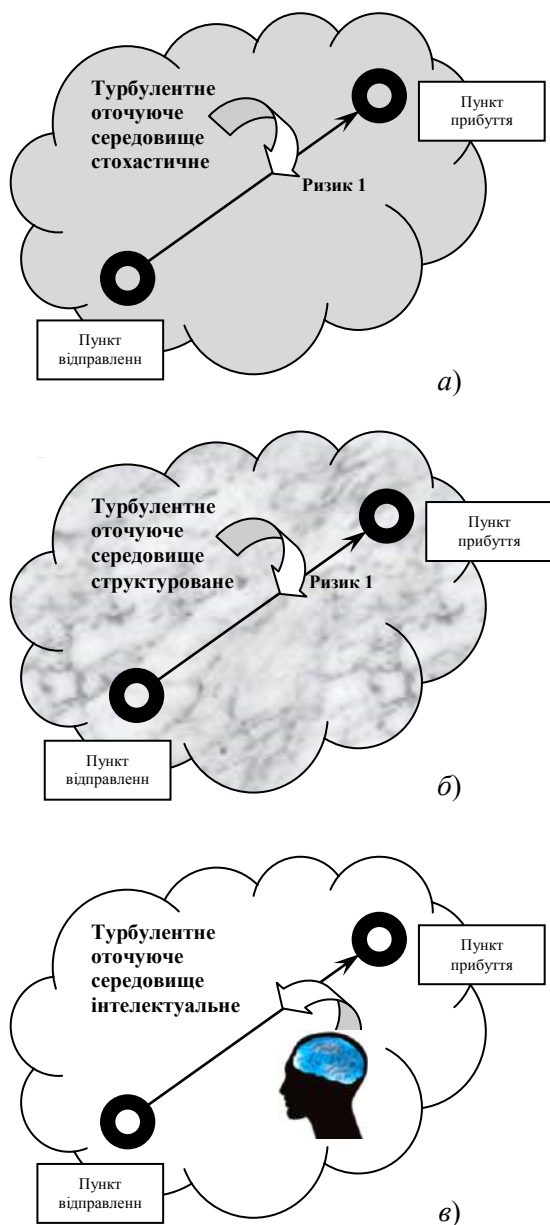 Турбулентне
оточуюче
середовище
стохастичне
Пункт
прибуття
Ризик 1
Пункт
відправленн
а)
Турбулентне
оточуюче
середовище
структуроване
Пункт
прибуття
Ризик 1
Пункт
відправленн
б)
Турбулентне
оточуюче
середовище
інтелектуальне
Пункт
прибуття
Пункт
відправленн
в)